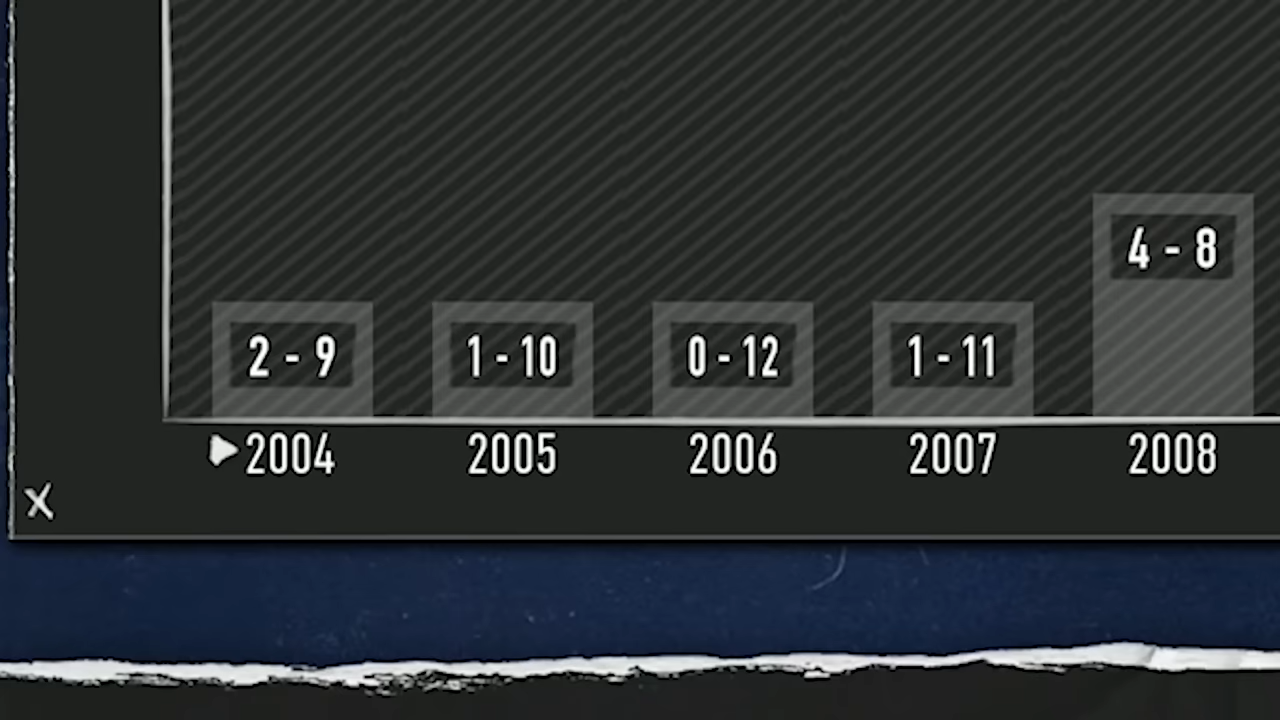 4 - 8
2 - 9 1 - 10 0 - 12 1 - 11
2004 2005 2006 2007 2008
X